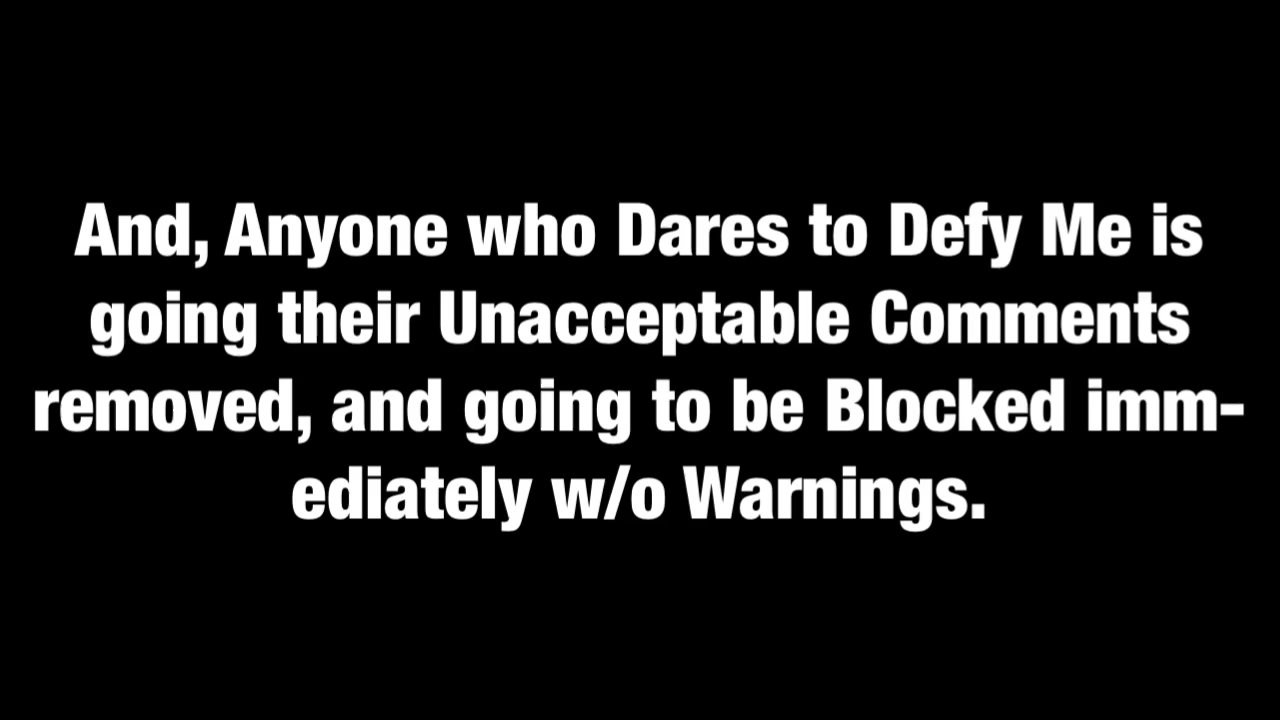 And, Anyone who Dares to Defy Me is
going their Unacceptable Comments
removed, and going to be Blocked imm-
ediately w/o Warnings.